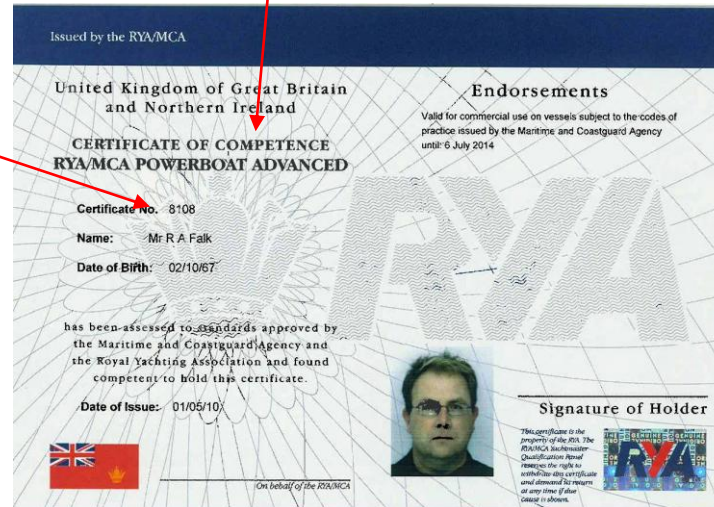 Issued by the RYA/MCA
United Kingdom of Great Britain
and Northern Ireland
CERTIFICATE OF COMPETENCE
RYA/MCA POWERBOAT ADVANCED
Certificate No. 8108
Name: Mr R A Falk
Date of Birth: 02/10/67
has been assessed to standards approved by
the Maritime and Coastguard Agency and
the Royal Yachting Association and found
competent to hold this certificate.
Date of Issue: 01/05/10
On behalf of the RYA/MCA
Endorsements
Valid for commercial use on vessels subject to the codes of
practice issued by the Maritime and Coastguard Agency
until: 6 July 2014
RYA
Signature of Holder
This certificate is the
property of the RYA. The
RYA/MCA Yachtmaster
Qualification Panel
reserves the right to
withdraw this certificate
and demand its return
at any time if due
cause is shown.
GENUINE
GENUINE
RYA